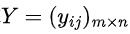 Y = (y_{ij})_{m×n}